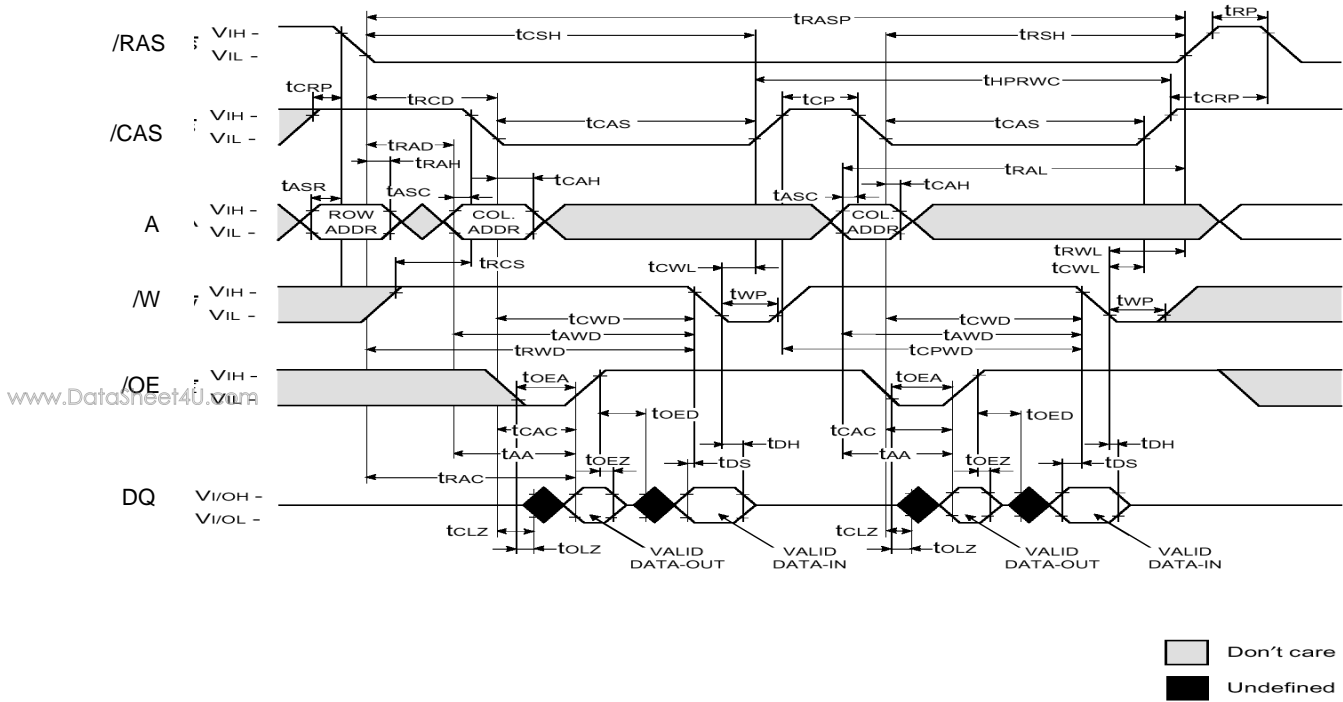 tRASP
tRP
/RAS VIH –
VIL –
tCSH
tRSH
tHPRWC
tCRP
tRCD
tCP
tCRP
/CAS VIH –
VIL –
tCAS
tCAS
tRAD
tRAH
tRAL
tASR
tASC
tCAH
tASC
tCAH
A VIH –
VIL –
ROW
ADDR
COL.
ADDR
COL.
ADDR
tRCS
tCWL
tRWL
tCWL
/W VIH –
VIL –
tWP
tWP
tCWD
tCWD
tAWD
tAWD
tRWD
tCPWD
/OE VIH –
VIL –
www.DataSheet4U.com
tOEA
tOEA
tOED
tOED
tCAC
tCAC
tDH
tDH
tAA
tAA
tOEZ
tDS
tOEZ
tDS
tRAC
DQ VI/OH –
VI/OL –
tCLZ
tCLZ
tOLZ
tOLZ
VALID
DATA-OUT
VALID
DATA-IN
VALID
DATA-OUT
VALID
DATA-IN
Don't care
Undefined